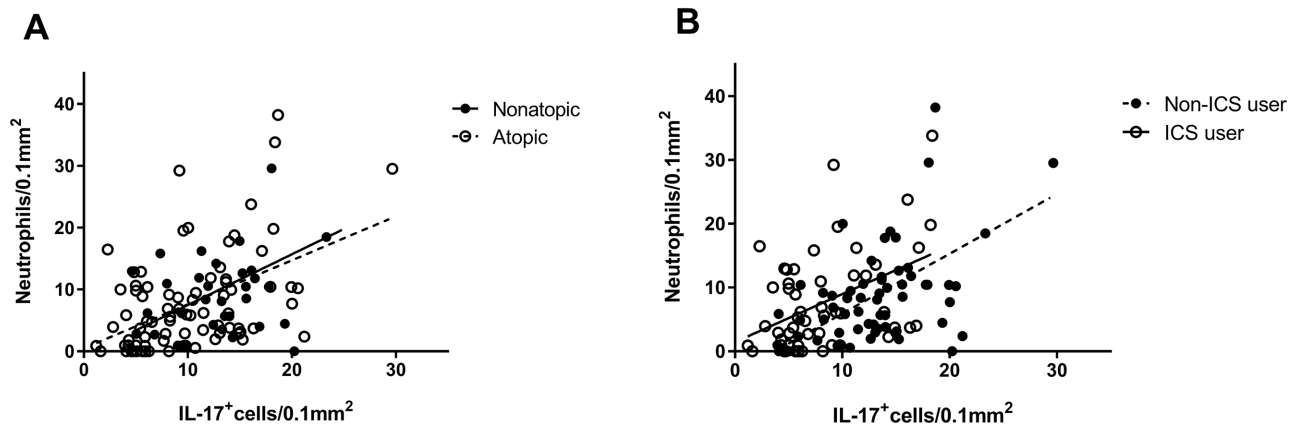 A
Neutrophils/0.1mm²
40
30
20
10
0
0 10 20 30
IL-17⁺cells/0.1mm²
Nonatopic
Atopic
B
Neutrophils/0.1mm²
40
30
20
10
0
0 10 20 30
IL-17⁺cells/0.1mm²
Non-ICS user
ICS user